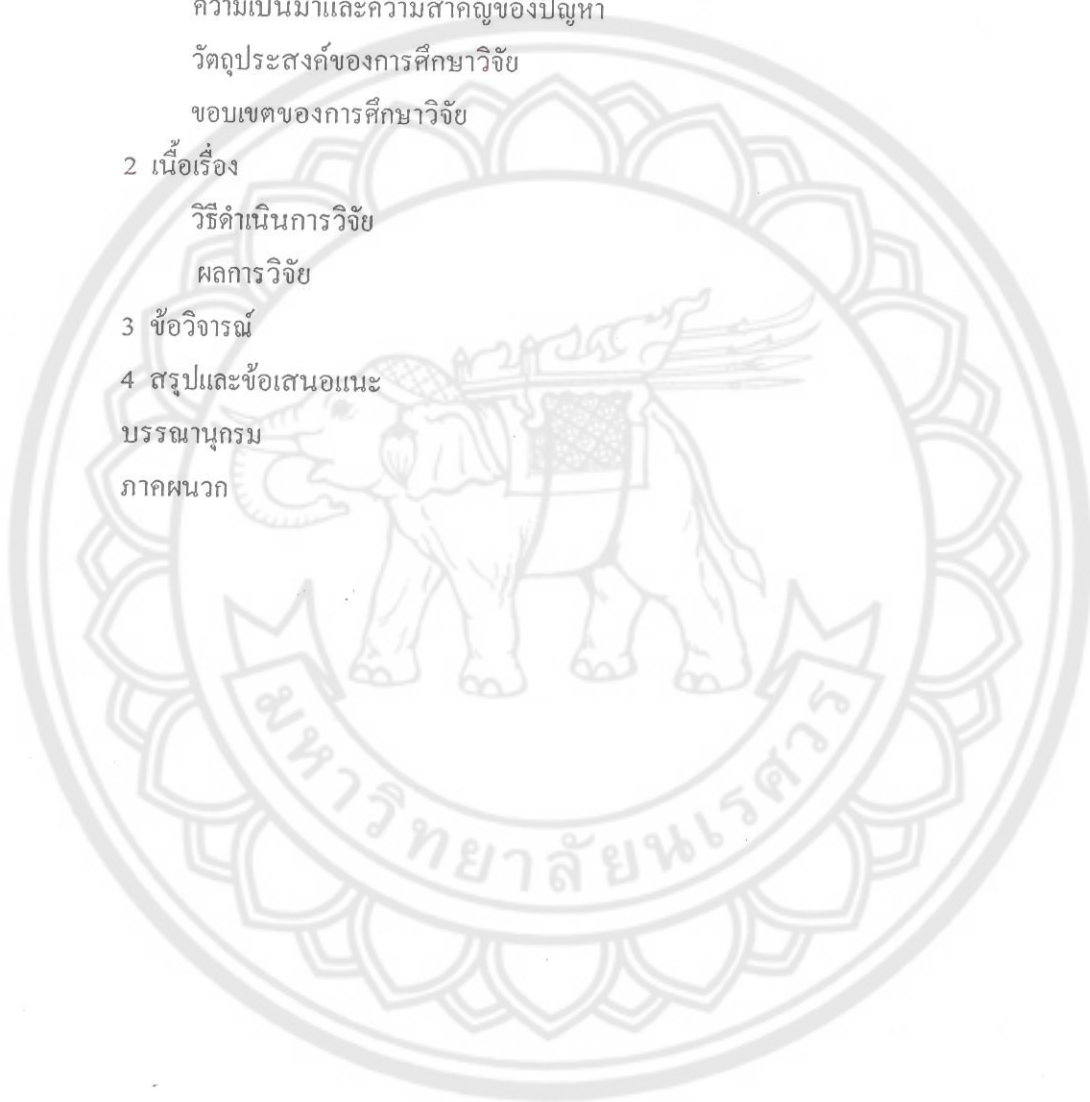 ความเป็นมาและความสำคัญของปัญหา
วัตถุประสงค์ของการศึกษาวิจัย
ขอบเขตของการศึกษาวิจัย
2 เนื้อเรื่อง
วิธีดำเนินการวิจัย
ผลการวิจัย
3 ข้อวิจารณ์
4 สรุปและข้อเสนอแนะ
บรรณานุกรม
ภาคผนวก
มหาวิทยาลัยนเรศวร